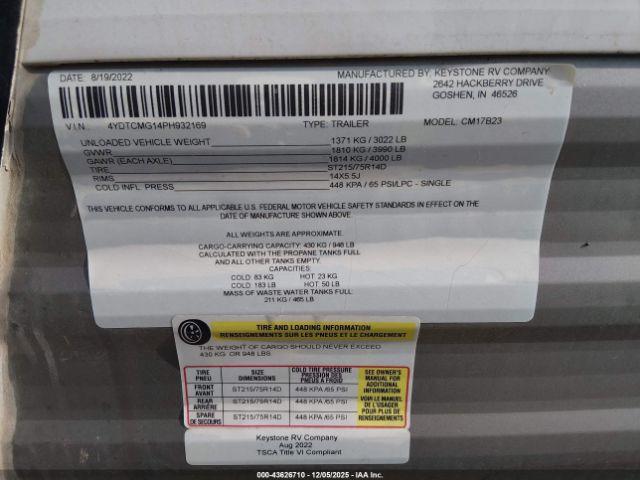 DATE: 8/19/2022 MANUFACTURED BY: KEYSTONE RV COMPANY
2642 HACKBERRY DRIVE
GOSHEN, IN 46526
V.I.N.: 4YDTCMG14PH932169 TYPE: TRAILER MODEL: CM17B23
UNLOADED VEHICLE WEIGHT 1371 KG / 3022 LB
GVWR 1810 KG / 3990 LB
GAWR (EACH AXLE) 1814 KG / 4000 LB
TIRE ST215/75R14D
RIMS 14X5.5J
COLD INFL. PRESS 448 KPA / 65 PSI/LPC - SINGLE
THIS VEHICLE CONFORMS TO ALL APPLICABLE U.S. FEDERAL MOTOR VEHICLE SAFETY STANDARDS IN EFFECT ON THE
DATE OF MANUFACTURE SHOWN ABOVE.
ALL WEIGHTS ARE AVERAGE.
CARGO-CARRYING CAPACITY: 430 KG / 948 LB
CALCULATED WITH THE PROPANE TANKS FULL
AND ALL OTHER TANKS EMPTY.
CAPACITIES:
COLD: 83 KG HOT: 23 KG
COLD: 183 LB HOT: 50 LB
MASS OF WASTE WATER TANKS FULL:
211 KG / 465 LB
TIRE AND LOADING INFORMATION
RENSEIGNEMENTS SUR LES PNEUS ET LE CHARGEMENT
THE WEIGHT OF CARGO SHOULD NEVER EXCEED
430 KG OR 948 LBS.
TIRE PNEU SIZE DIMENSIONS COLD TIRE PRESSURE PRESSION DES PNEUS A FROID
FRONT AVANT ST215/75R14D 448 KPA /65 PSI
REAR ARRIÈRE ST215/75R14D 448 KPA /65 PSI
SPARE DE SECOURS ST215/75R14D 448 KPA /65 PSI
SEE OWNER'S
MANUAL FOR
ADDITIONAL
INFORMATION
VOIR LE MANUEL
DE L'USAGER
POUR PLUS DE
RENSEIGNEMENTS
Keystone RV Company
Aug 2022
TSCA Title VI Compliant
000-43626710 - 12/05/2025 - IAA, Inc.